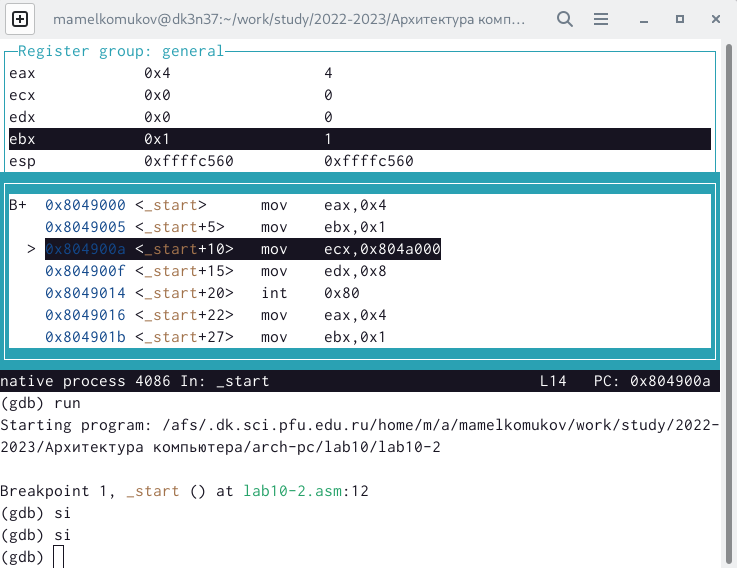 mamelkomukov@dk3n37:~/work/study/2022-2023/Архитектура комп…
Register group: general
eax 0x4 4
ecx 0x0 0
edx 0x0 0
ebx 0x1 1
esp 0xffffc560 0xffffc560
B+ 0x8049000 <_start> mov eax,0x4
0x8049005 <_start+5> mov ebx,0x1
> 0x804900a <_start+10> mov ecx,0x804a000
0x804900f <_start+15> mov edx,0x8
0x8049014 <_start+20> int 0x80
0x8049016 <_start+22> mov eax,0x4
0x804901b <_start+27> mov ebx,0x1
native process 4086 In: _start L14 PC: 0x804900a
(gdb) run
Starting program: /afs/.dk.sci.pfu.edu.ru/home/m/a/mamelkomukov/work/study/2022-
2023/Архитектура компьютера/arch-pc/lab10/lab10-2
Breakpoint 1, _start () at lab10-2.asm:12
(gdb) si
(gdb) si
(gdb)